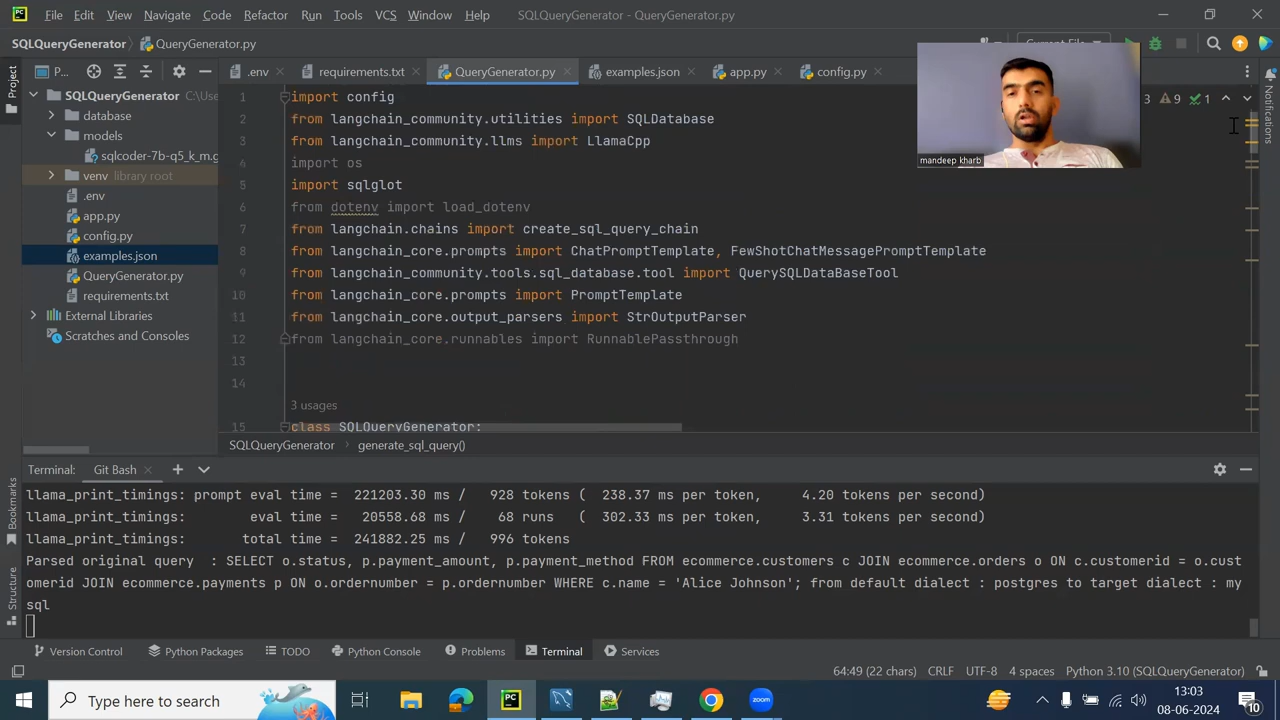 File Edit View Navigate Code Refactor Run Tools VCS Window Help SQLQueryGenerator - QueryGenerator.py
SQLQueryGenerator QueryGenerator.py Current File
Project P... .env requirements.txt QueryGenerator.py examples.json app.py config.py
SQLQueryGenerator C:\Use
database
models
sqlcoder-7b-q5_k_m.g
venv library root
.env
app.py
config.py
examples.json
QueryGenerator.py
requirements.txt
External Libraries
Scratches and Consoles
3 9 1
1 import config
2 from langchain_community.utilities import SQLDatabase
3 from langchain_community.llms import LlamaCpp
4 import os
5 import sqlglot
6 from dotenv import load_dotenv
7 from langchain.chains import create_sql_query_chain
8 from langchain_core.prompts import ChatPromptTemplate, FewShotChatMessagePromptTemplate
9 from langchain_community.tools.sql_database.tool import QuerySQLDataBaseTool
10 from langchain_core.prompts import PromptTemplate
11 from langchain_core.output_parsers import StrOutputParser
12 from langchain_core.runnables import RunnablePassthrough
13
14
3 usages
15 class SQLQueryGenerator:
mandeep kharb
Notifications
SQLQueryGenerator generate_sql_query()
Terminal: Git Bash
llama_print_timings: prompt eval time = 221203.30 ms / 928 tokens ( 238.37 ms per token, 4.20 tokens per second)
llama_print_timings: eval time = 20558.68 ms / 68 runs ( 302.33 ms per token, 3.31 tokens per second)
llama_print_timings: total time = 241882.25 ms / 996 tokens
Parsed original query : SELECT o.status, p.payment_amount, p.payment_method FROM ecommerce.customers c JOIN ecommerce.orders o ON c.customerid = o.cust
omerid JOIN ecommerce.payments p ON o.ordernumber = p.ordernumber WHERE c.name = 'Alice Johnson'; from default dialect : postgres to target dialect : my
sql
Bookmarks
Structure
Version Control Python Packages TODO Python Console Problems Terminal Services
64:49 (22 chars) CRLF UTF-8 4 spaces Python 3.10 (SQLQueryGenerator)
Type here to search
zoom
13:03
08-06-2024
10